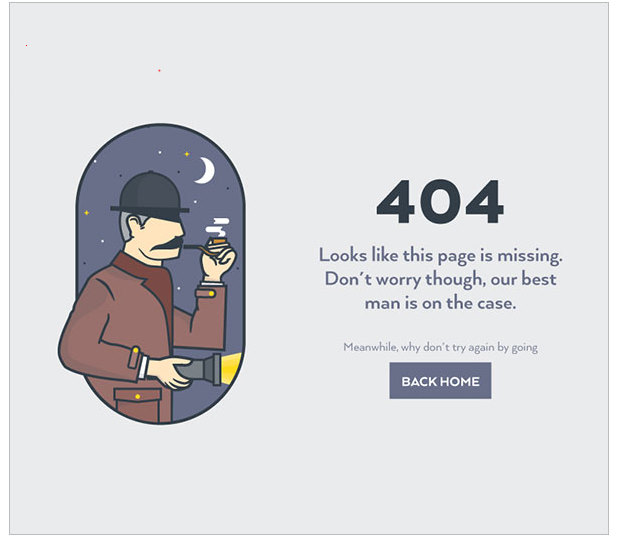 404
Looks like this page is missing.
Don't worry though, our best
man is on the case.
Meanwhile, why don't try again by going
BACK HOME